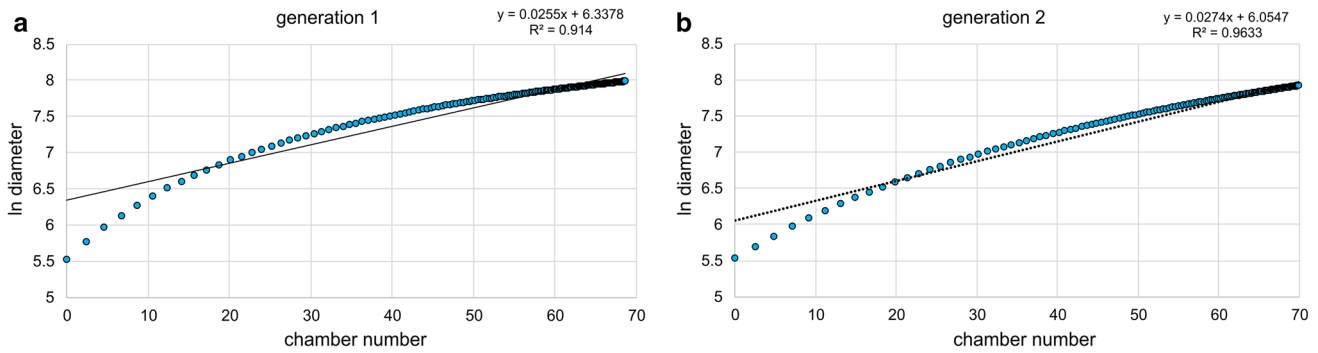 a
generation 1
y = 0.0255x + 6.3378
R² = 0.914
8.5
8
7.5
7
6.5
6
5.5
5
ln diameter
0 10 20 30 40 50 60 70
chamber number
b
generation 2
y = 0.0274x + 6.0547
R² = 0.9633
8.5
8
7.5
7
6.5
6
5.5
5
ln diameter
0 10 20 30 40 50 60 70
chamber number